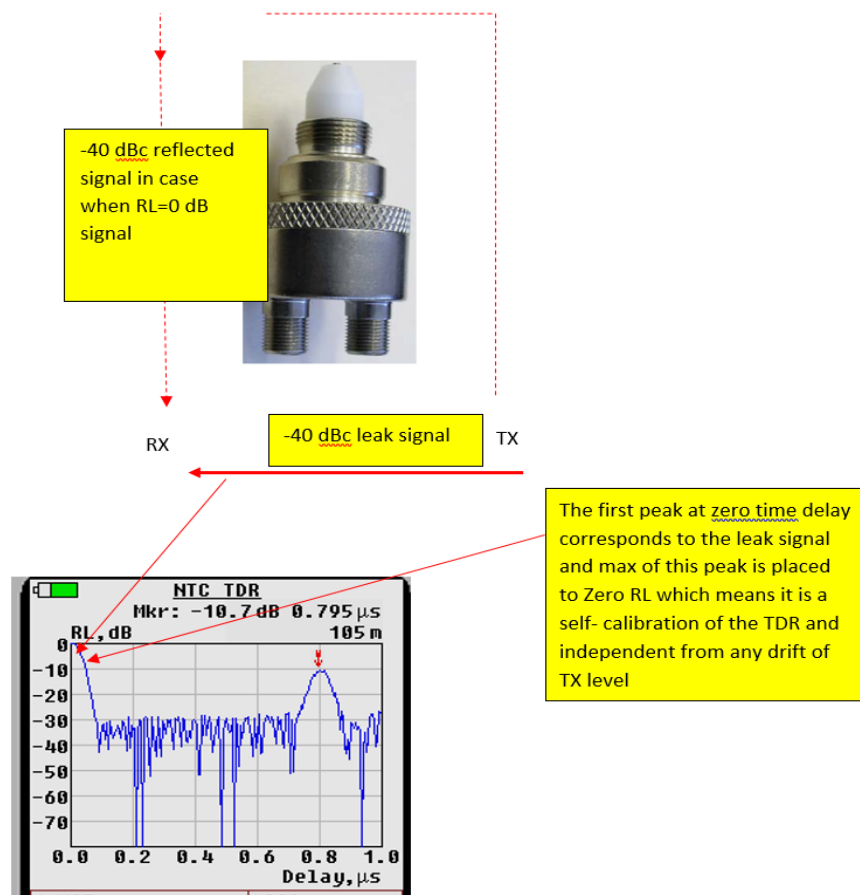 -40 dBc reflected
signal in case
when RL=0 dB
signal
-40 dBc leak signal
RX
TX
The first peak at zero time delay
corresponds to the leak signal
and max of this peak is placed
to Zero RL which means it is a
self- calibration of the TDR and
independent from any drift of
TX level
NTC TDR
Mkr: -10.7dB 0.795µs
RL,dB 105m
0
-10
-20
-30
-40
-50
-60
-70
0.0 0.2 0.4 0.6 0.8 1.0
Delay,µs